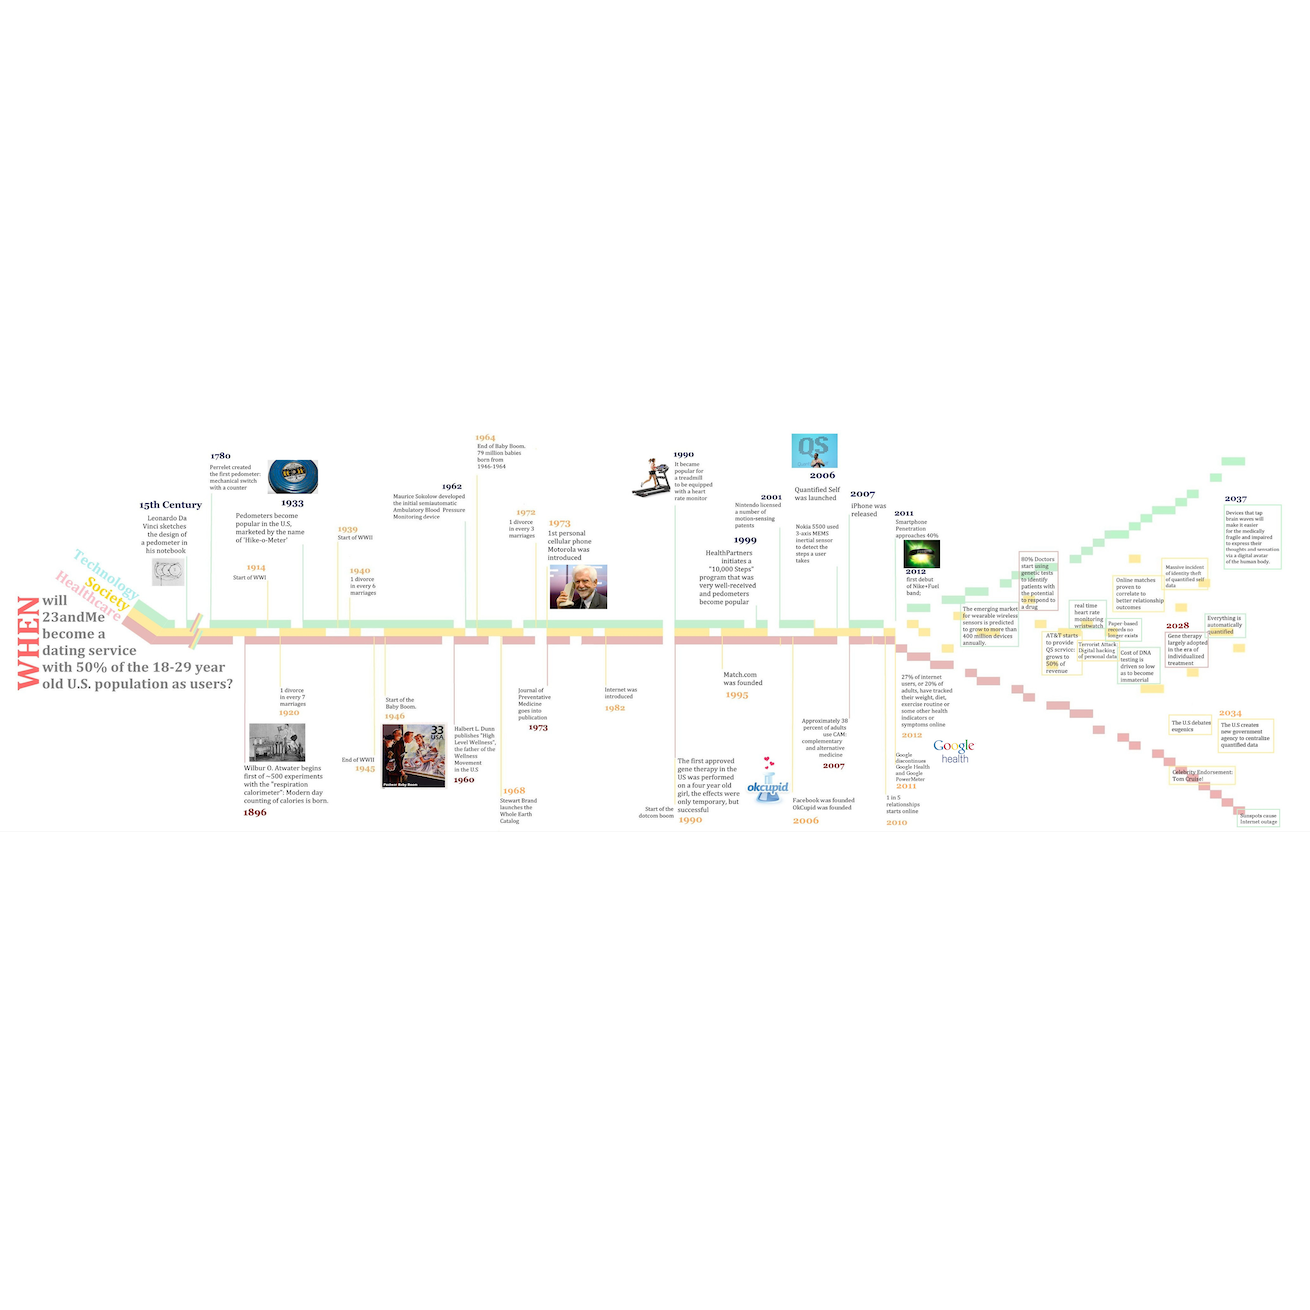 WHEN
will
23andMe
become a
dating service
with 50% of the 18-29 year
old U.S. population as users?
Technology
Society
Healthcare
15th Century
Leonardo Da
Vinci sketches
the design of
a pedometer in
his notebook
1780
Perrelet created
the first pedometer:
mechanical switch
with a counter
1933
Pedometers become
popular in the U.S,
marketed by the name
of 'Hike-o-Meter'
1914
Start of WWI
1939
Start of WWII
1940
1 divorce
in every 6
marriages
1962
Maurice Sokolow developed
the initial semiautomatic
Ambulatory Blood Pressure
Monitoring device
1964
End of Baby Boom.
79 million babies
born from
1946-1964
1972
1 divorce
in every 3
marriages
1973
1st personal
cellular phone
Motorola was
introduced
1990
It became
popular for
a treadmill
to be equipped
with a heart
rate monitor
2001
Nintendo licensed
a number of
motion-sensing
patents
1999
HealthPartners
initiates a
"10,000 Steps"
program that was
very well-received
and pedometers
become popular
QS
2006
Quantified Self
was launched
Nokia 5500 used
3-axis MEMS
inertial sensor
to detect the
steps a user
takes
2007
iPhone was
released
2011
Smartphone
Penetration
approaches 40%
2012
first debut
of Nike+Fuel
band;
1 divorce
in every 7
marriages
1920
Wilbur O. Atwater begins
first of ~500 experiments
with the "respiration
calorimeter": Modern day
counting of calories is born.
1896
End of WWII
1945
Start of the
Baby Boom.
1946
33
USA
Postwar Baby Boom
Halbert L. Dunn
publishes "High
Level Wellness",
the father of the
Wellness
Movement
in the U.S
1960
1968
Stewart Brand
launches the
Whole Earth
Catalog
Journal of
Preventative
Medicine
goes into
publication
1973
Internet was
introduced
1982
Start of the
dotcom boom
The first approved
gene therapy in the
US was performed
on a four year old
girl, the effects were
only temporary, but
successful
1990
Match.com
was founded
1995
okcupid
Facebook was founded
OkCupid was founded
2006
Approximately 38
percent of adults
use CAM:
complementary
and alternative
medicine
2007
27% of internet
users, or 20% of
adults, have tracked
their weight, diet,
exercise routine or
some other health
indicators or
symptoms online
2012
Google
health
Google
discontinues
Google Health
and Google
PowerMeter
2011
1 in 5
relationships
starts online
2010
The emerging market
for wearable wireless
sensors is predicted
to grow to more than
400 million devices
annually.
80% Doctors
start using
genetic tests
to identify
patients with
the potential
to respond to
a drug
AT&T starts
to provide
QS service:
grows to
50% of
revenue
real time
heart rate
monitoring
wristwatch
Terrorist Attack
Digital hacking
of personal data
Paper-based
records no
longer exists
Cost of DNA
testing is
driven so low
as to become
immaterial
Online matches
proven to
correlate to
better relationship
outcomes
Massive incident
of identity theft
of quantified self
data
2028
Gene therapy
largely adopted
in the era of
individualized
treatment
Everything is
automatically
quantified
2037
Devices that tap
brain waves will
make it easier
for the medically
fragile and impaired
to express their
thoughts and sensation
via a digital avatar
of the human body.
The U.S debates
eugenics
2034
The U.S creates
new government
agency to centralize
quantified data
Celebrity Endorsement:
Tom Cruise!
Sunspots cause
Internet outage